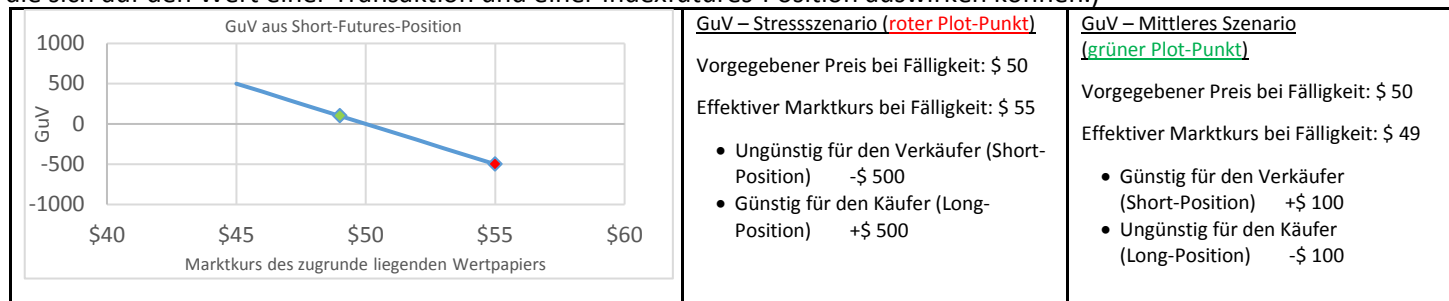 die sich auf den Wert einer Transaktion und einer Indexfutures-Position auswirken können.)
GuV aus Short-Futures-Position
1000
500
0
-500
-1000
GuV
$40 $45 $50 $55 $60
Marktkurs des zugrunde liegenden Wertpapiers
GuV – Stressszenario (roter Plot-Punkt)
Vorgegebener Preis bei Fälligkeit: $ 50
Effektiver Marktkurs bei Fälligkeit: $ 55
• Ungünstig für den Verkäufer (Short-
Position) -$ 500
• Günstig für den Käufer (Long-
Position) +$ 500
GuV – Mittleres Szenario
(grüner Plot-Punkt)
Vorgegebener Preis bei Fälligkeit: $ 50
Effektiver Marktkurs bei Fälligkeit: $ 49
• Günstig für den Verkäufer
(Short-Position) +$ 100
• Ungünstig für den Käufer
(Long-Position) -$ 100